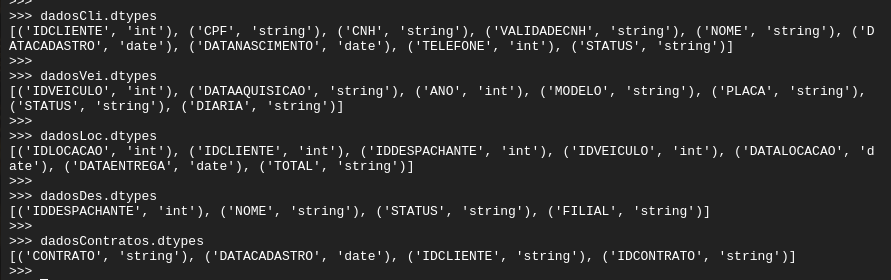 >>>
>>> dadosCli.dtypes
[('IDCLIENTE', 'int'), ('CPF', 'string'), ('CNH', 'string'), ('VALIDADECNH', 'string'), ('NOME', 'string'), ('D
ATACADASTRO', 'date'), ('DATANASCIMENTO', 'date'), ('TELEFONE', 'int'), ('STATUS', 'string')]
>>>
>>> dadosVei.dtypes
[('IDVEICULO', 'int'), ('DATAAQUISICAO', 'string'), ('ANO', 'int'), ('MODELO', 'string'), ('PLACA', 'string'),
('STATUS', 'string'), ('DIARIA', 'string')]
>>>
>>> dadosLoc.dtypes
[('IDLOCACAO', 'int'), ('IDCLIENTE', 'int'), ('IDDESPACHANTE', 'int'), ('IDVEICULO', 'int'), ('DATALOCACAO', 'd
ate'), ('DATAENTREGA', 'date'), ('TOTAL', 'string')]
>>>
>>> dadosDes.dtypes
[('IDDESPACHANTE', 'int'), ('NOME', 'string'), ('STATUS', 'string'), ('FILIAL', 'string')]
>>>
>>> dadosContratos.dtypes
[('CONTRATO', 'string'), ('DATACADASTRO', 'date'), ('IDCLIENTE', 'string'), ('IDCONTRATO', 'string')]
>>>